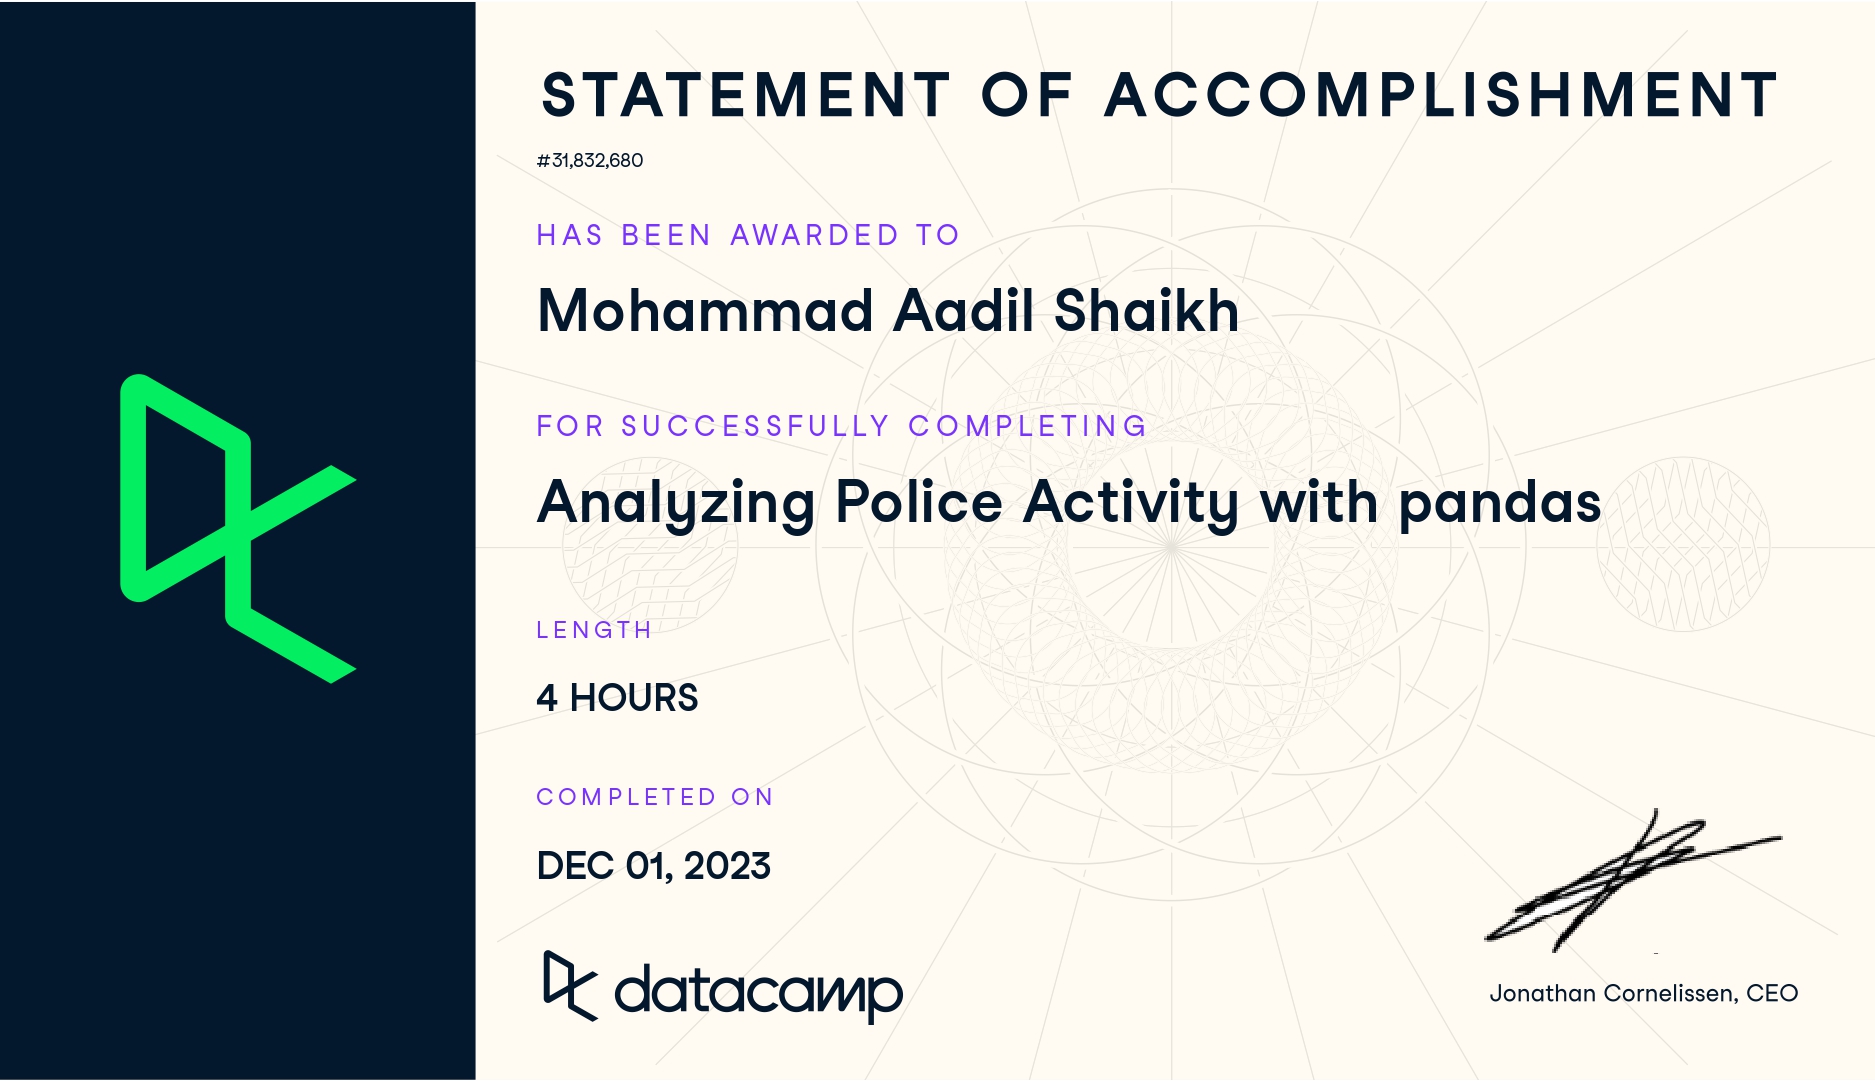 STATEMENT OF ACCOMPLISHMENT
#31,832,680
HAS BEEN AWARDED TO
Mohammad Aadil Shaikh
FOR SUCCESSFULLY COMPLETING
Analyzing Police Activity with pandas
LENGTH
4 HOURS
COMPLETED ON
DEC 01, 2023
datacamp
Jonathan Cornelissen, CEO